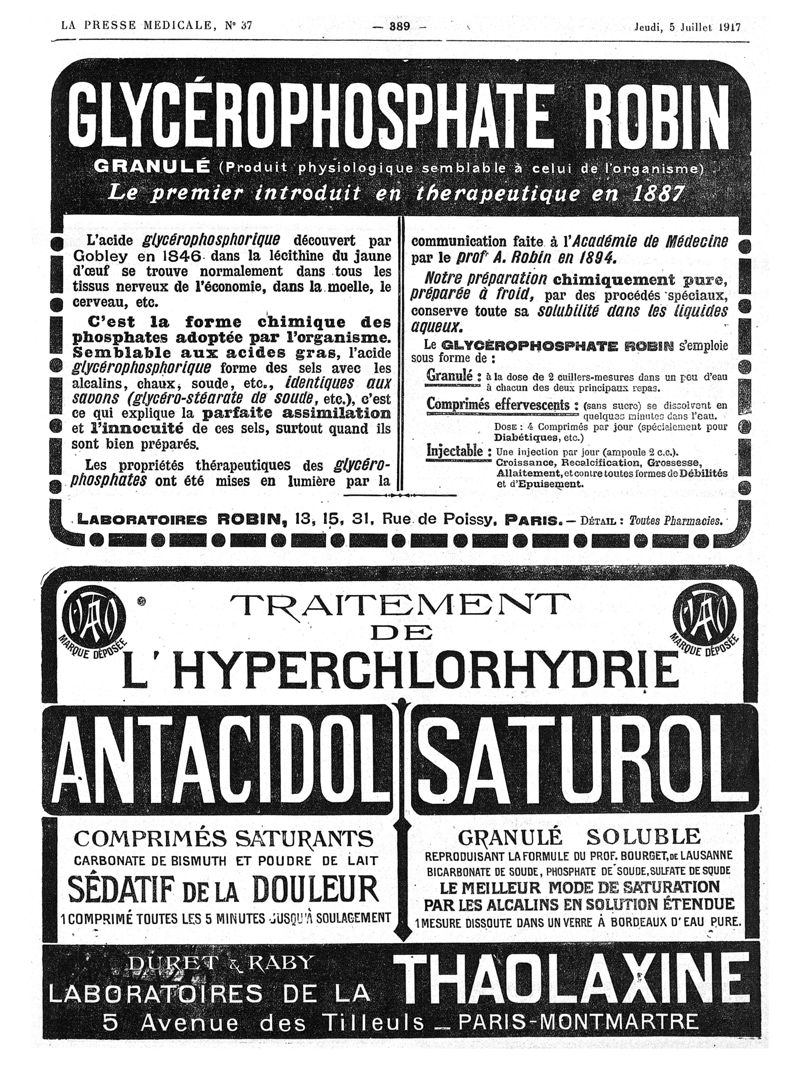 LA PRESSE MEDICALE, N° 37
— 389 —
Jeudi, 5 Juillet 1917
GLYCÉROPHOSPHATE ROBIN
GRANULÉ (Produit physiologique semblable à celui de l'organisme)
Le premier introduit en therapeutique en 1887
L'acide glycérophosphorique découvert par
Gobley en 1846 dans la lécithine du jaune
d'œuf se trouve normalement dans tous les
tissus nerveux de l'économie, dans la moelle, le
cerveau, etc.
C'est la forme chimique des
phosphates adoptée par l'organisme.
Semblable aux acides gras, l'acide
glycérophosphorique forme des sels avec les
alcalins, chaux, soude, etc., identiques aux
savons (glycéro-stéarate de soude, etc.), c'est
ce qui explique la parfaite assimilation
et l'innocuité de ces sels, surtout quand ils
sont bien préparés.
Les propriétés thérapeutiques des glycéro-
phosphates ont été mises en lumière par la
communication faite à l'Académie de Médecine
par le profr A. Robin en 1894.
Notre préparation chimiquement pure,
préparée à froid, par des procédés spéciaux,
conserve toute sa solubilité dans les liquides
aqueux.
Le GLYCÉROPHOSPHATE ROBIN s'emploie
sous forme de :
Granulé : à la dose de 2 cuillers-mesures dans un peu d'eau
à chacun des deux principaux repas.
Comprimés effervescents : (sans sucre) se dissolvent en
quelques minutes dans l'eau.
DOSE : 4 Comprimés par jour (spécialement pour
Diabétiques, etc.)
Injectable : Une injection par jour (ampoule 2 c.c.).
Croissance, Recalcification, Grossesse,
Allaitement, et contre toutes formes de Débilités
et d'Epuisement.
LABORATOIRES ROBIN, 13, 15, 31, Rue de Poissy, PARIS. — DÉTAIL : Toutes Pharmacies.
MARQUE DÉPOSÉE
MARQUE DÉPOSÉE
TRAITEMENT
DE
L'HYPERCHLORHYDRIE
ANTACIDOL
COMPRIMÉS SATURANTS
CARBONATE DE BISMUTH ET POUDRE DE LAIT
SÉDATIF DE LA DOULEUR
1 COMPRIMÉ TOUTES LES 5 MINUTES JUSQU'À SOULAGEMENT
SATUROL
GRANULÉ SOLUBLE
REPRODUISANT LA FORMULE DU PROF. BOURGET, DE LAUSANNE
BICARBONATE DE SOUDE, PHOSPHATE DE SOUDE, SULFATE DE SOUDE
LE MEILLEUR MODE DE SATURATION
PAR LES ALCALINS EN SOLUTION ÉTENDUE
1 MESURE DISSOUTE DANS UN VERRE À BORDEAUX D'EAU PURE.
DURET & RABY
LABORATOIRES DE LA THAOLAXINE
5 Avenue des Tilleuls — PARIS-MONTMARTRE